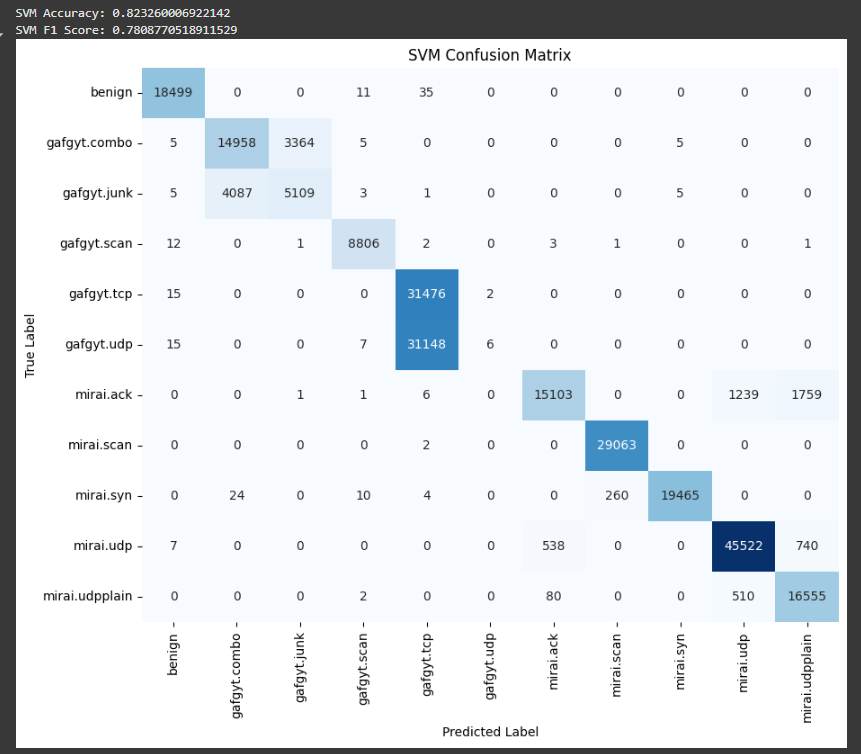 SVM Accuracy: 0.823260006922142
SVM F1 Score: 0.7808770518911529
SVM Confusion Matrix
benign 18499 0 0 11 35 0 0 0 0 0 0
gafgyt.combo 5 14958 3364 5 0 0 0 0 5 0 0
gafgyt.junk 5 4087 5109 3 1 0 0 0 5 0 0
gafgyt.scan 12 0 1 8806 2 0 3 1 0 0 1
gafgyt.tcp 15 0 0 0 31476 2 0 0 0 0 0
gafgyt.udp 15 0 0 7 31148 6 0 0 0 0 0
mirai.ack 0 0 1 1 6 0 15103 0 0 1239 1759
mirai.scan 0 0 0 0 2 0 0 29063 0 0 0
mirai.syn 0 24 0 10 4 0 0 260 19465 0 0
mirai.udp 7 0 0 0 0 0 538 0 0 45522 740
mirai.udpplain 0 0 0 2 0 0 80 0 0 510 16555
True Label
benign
gafgyt.combo
gafgyt.junk
gafgyt.scan
gafgyt.tcp
gafgyt.udp
mirai.ack
mirai.scan
mirai.syn
mirai.udp
mirai.udpplain
Predicted Label